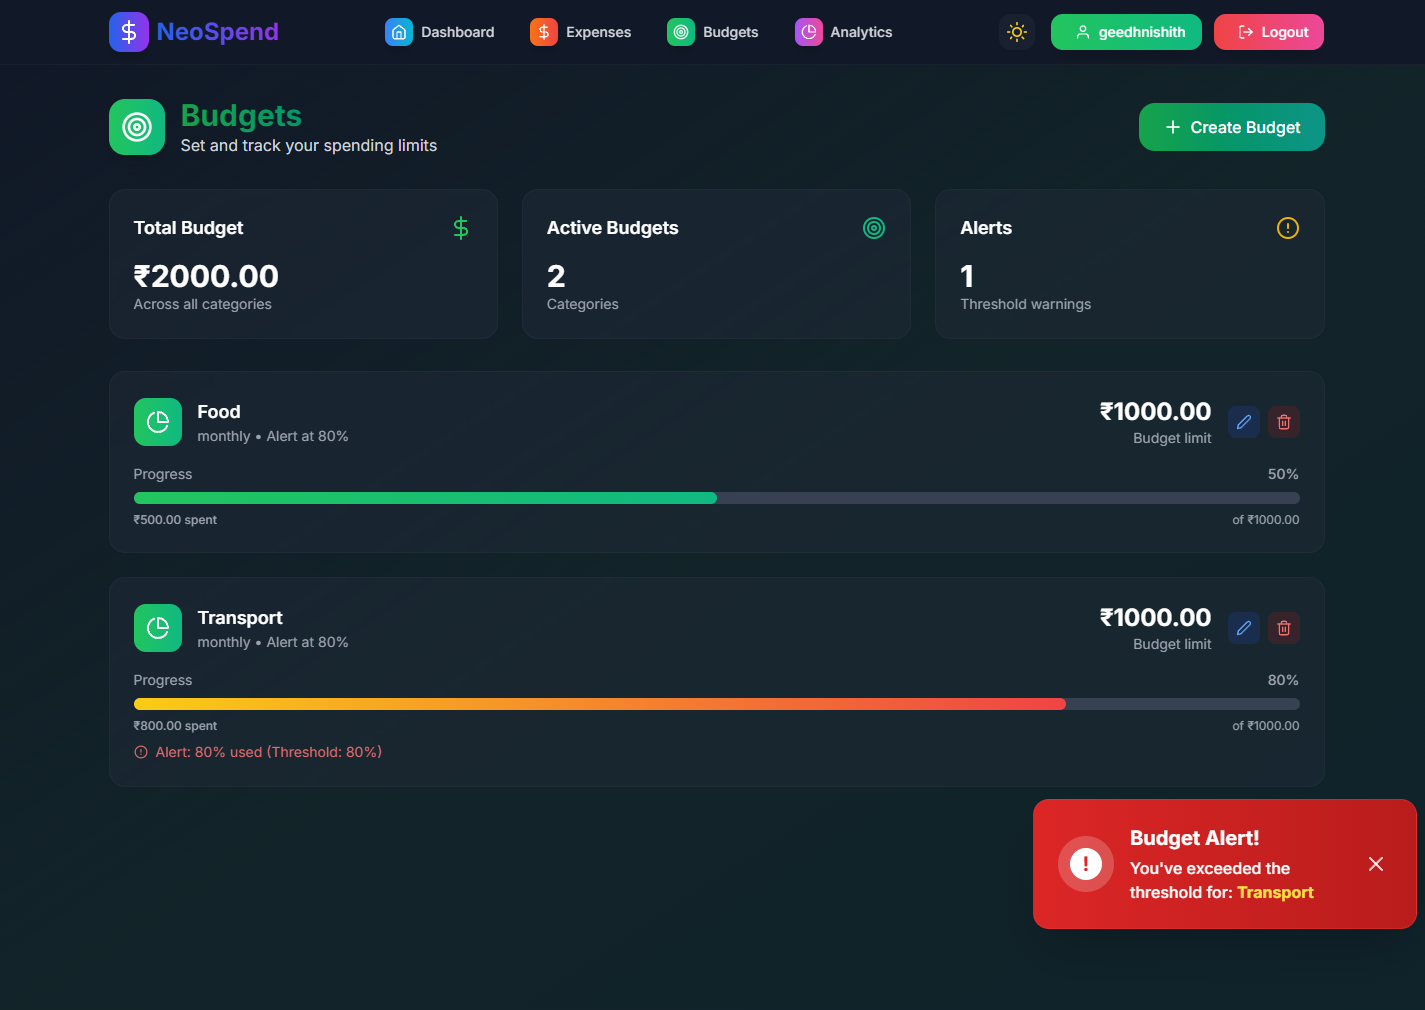 NeoSpend
Dashboard
Expenses
Budgets
Analytics
geedhnishith
Logout
Budgets
Set and track your spending limits
Create Budget
Total Budget
₹2000.00
Across all categories
Active Budgets
2
Categories
Alerts
1
Threshold warnings
Food
monthly • Alert at 80%
₹1000.00
Budget limit
Progress
50%
₹500.00 spent
of ₹1000.00
Transport
monthly • Alert at 80%
₹1000.00
Budget limit
Progress
80%
₹800.00 spent
of ₹1000.00
Alert: 80% used (Threshold: 80%)
Budget Alert!
You've exceeded the
threshold for: Transport